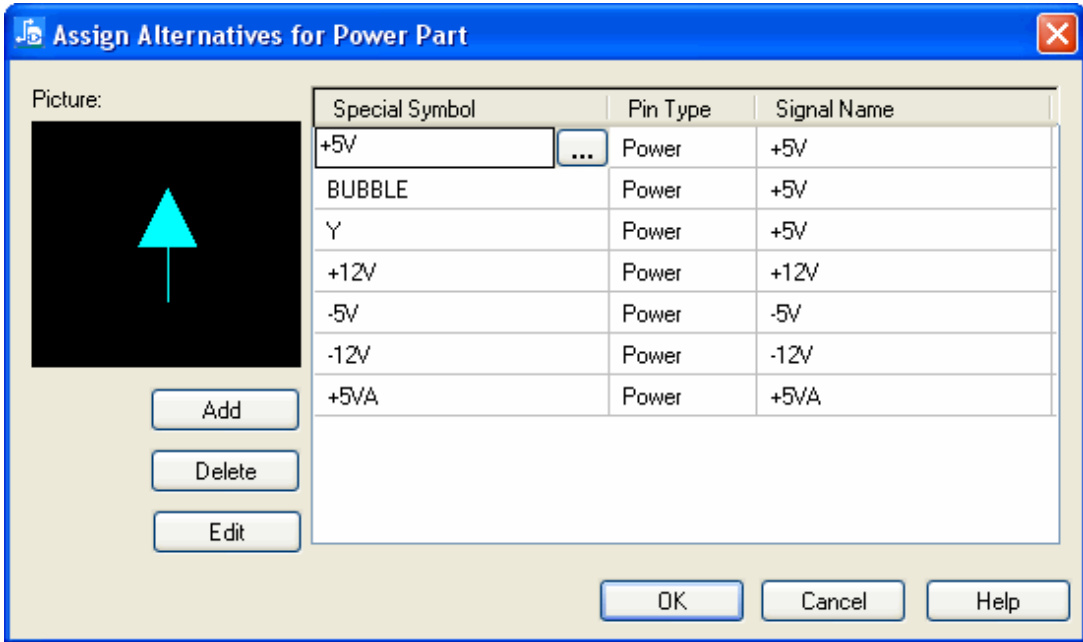 Assign Alternatives for Power Part
Picture:
Special Symbol Pin Type Signal Name
+5V ... Power +5V
BUBBLE Power +5V
Y Power +5V
+12V Power +12V
-5V Power -5V
-12V Power -12V
+5VA Power +5VA
Add
Delete
Edit
OK Cancel Help